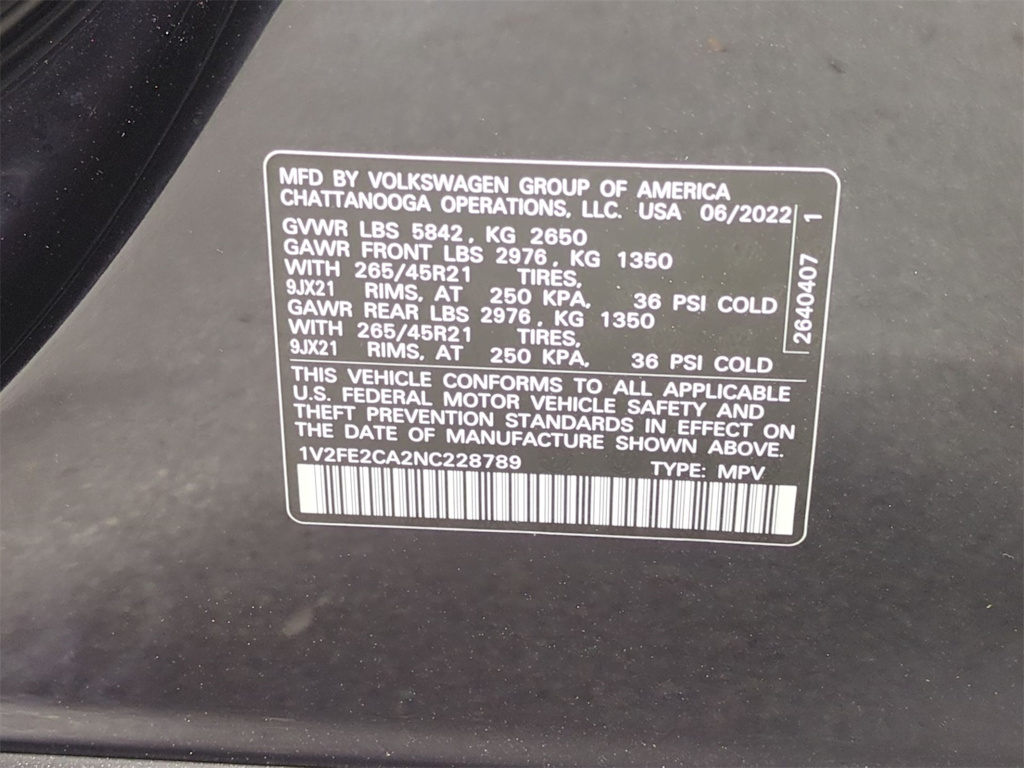 MFD BY VOLKSWAGEN GROUP OF AMERICA
CHATTANOOGA OPERATIONS, LLC. USA 06/2022
GVWR LBS 5842, KG 2650
GAWR FRONT LBS 2976, KG 1350
WITH 265/45R21 TIRES,
9JX21 RIMS, AT 250 KPA, 36 PSI COLD
GAWR REAR LBS 2976, KG 1350
WITH 265/45R21 TIRES,
9JX21 RIMS, AT 250 KPA, 36 PSI COLD
2640407 1
THIS VEHICLE CONFORMS TO ALL APPLICABLE
U.S. FEDERAL MOTOR VEHICLE SAFETY AND
THEFT PREVENTION STANDARDS IN EFFECT ON
THE DATE OF MANUFACTURE SHOWN ABOVE.
1V2FE2CA2NC228789 TYPE: MPV